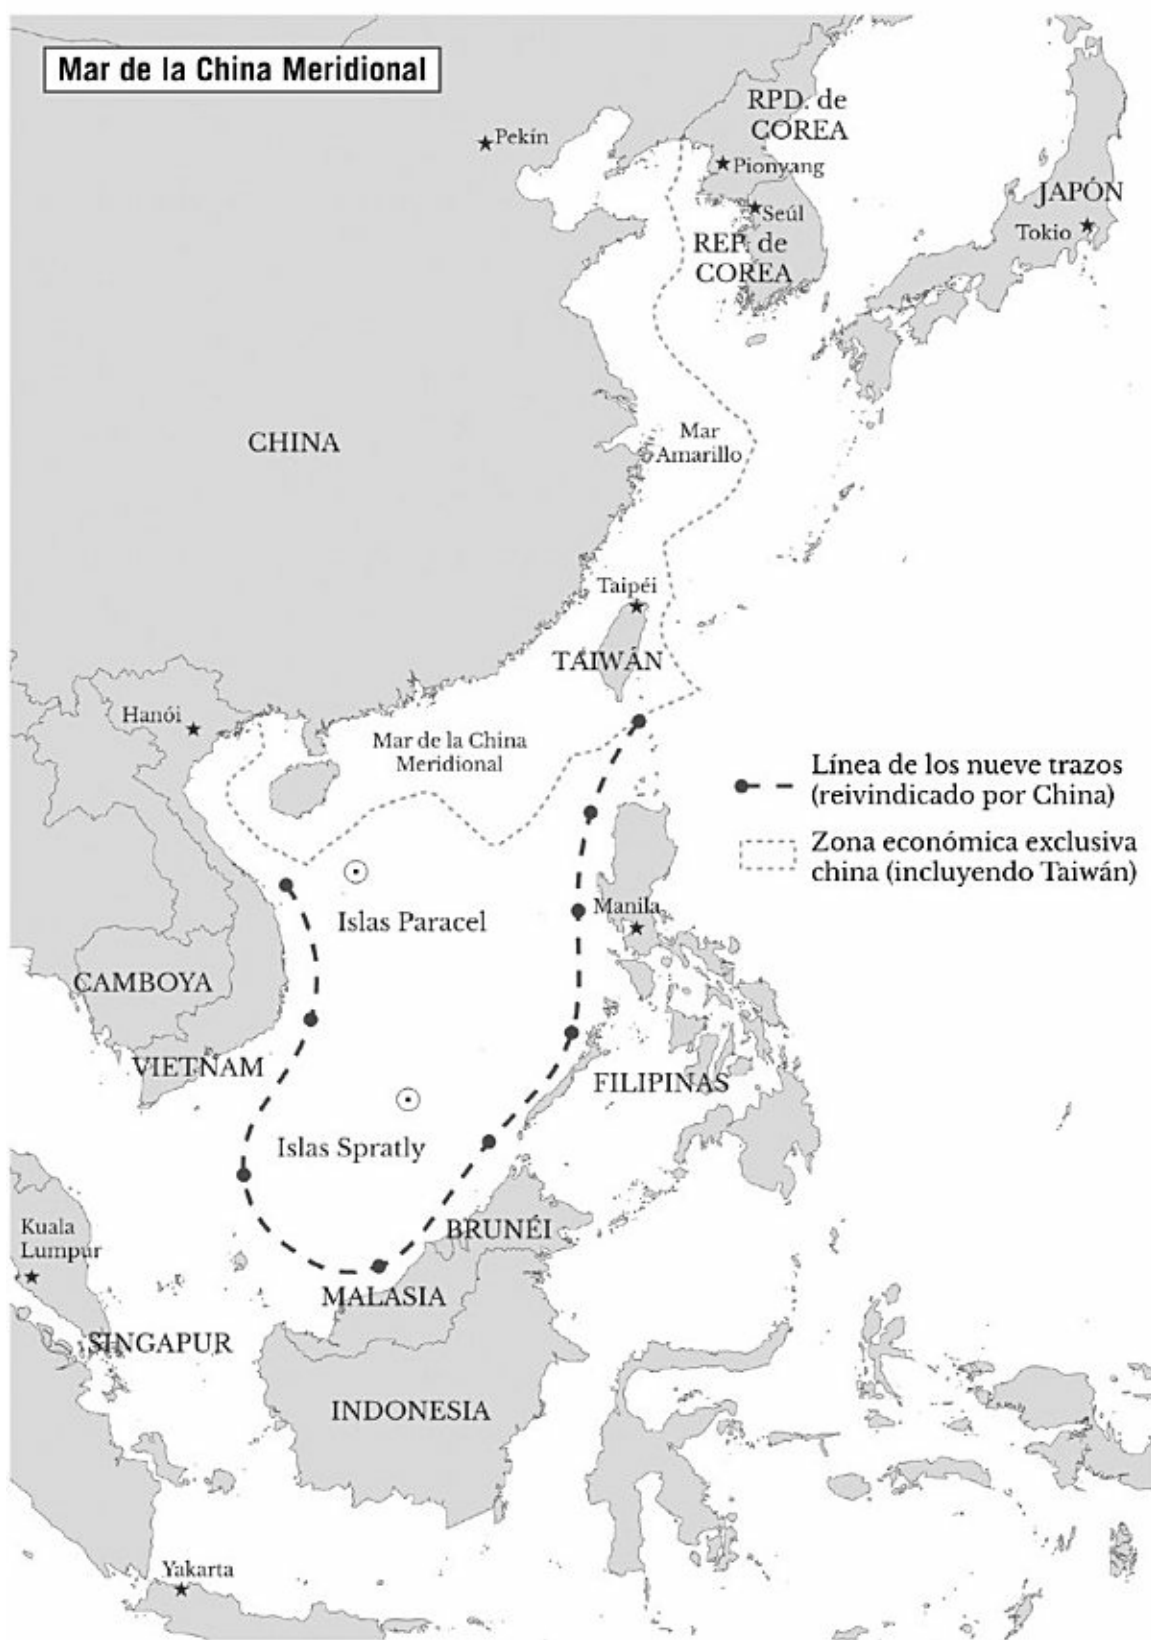 Mar de la China Meridional
RPD. de
COREA
Pekín
Pionyang
JAPÓN
Seúl
Tokio
REP. de
COREA
CHINA
Mar
Amarillo
Taipéi
TAIWÁN
Hanói
Mar de la China
Meridional
Línea de los nueve trazos
(reivindicado por China)
Zona económica exclusiva
china (incluyendo Taiwán)
Islas Paracel
Manila
CAMBOYA
VIETNAM
FILIPINAS
Islas Spratly
Kuala
Lumpur
BRUNÉI
MALASIA
SINGAPUR
INDONESIA
Yakarta